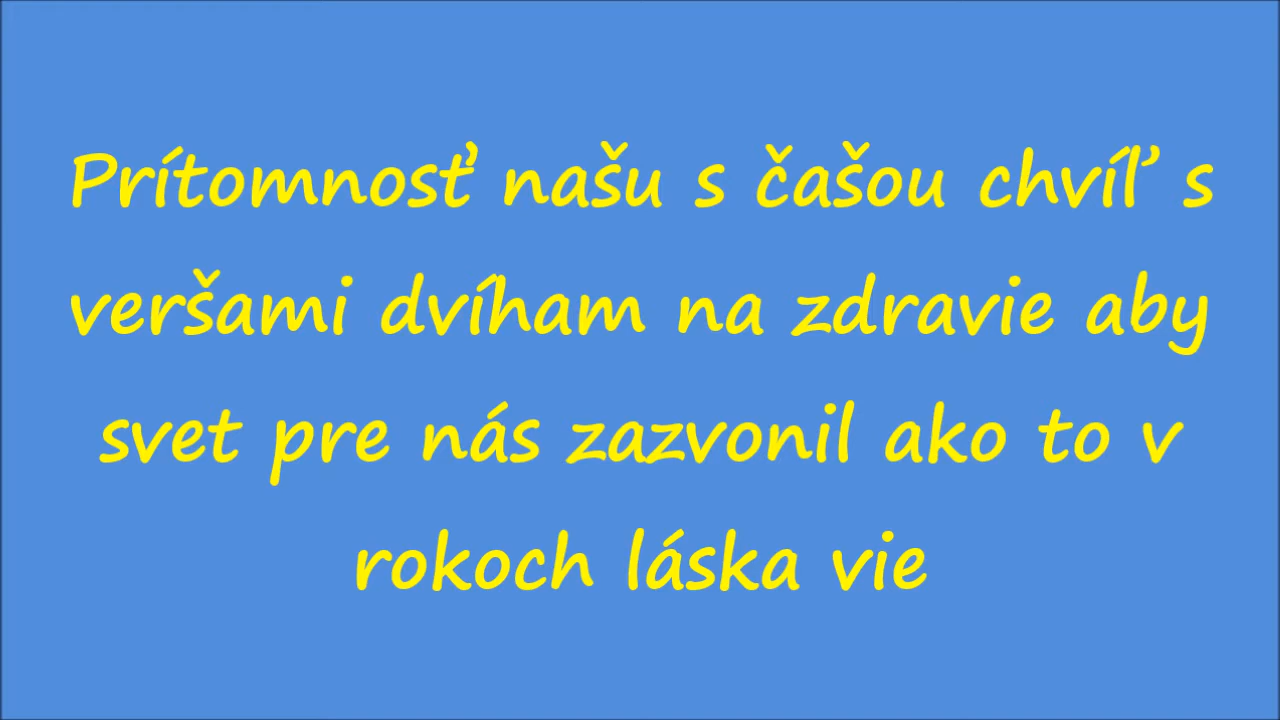 Prítomnosť našu s čašou chvíľ s
veršami dvíham na zdravie aby
svet pre nás zazvonil ako to v
rokoch láska vie